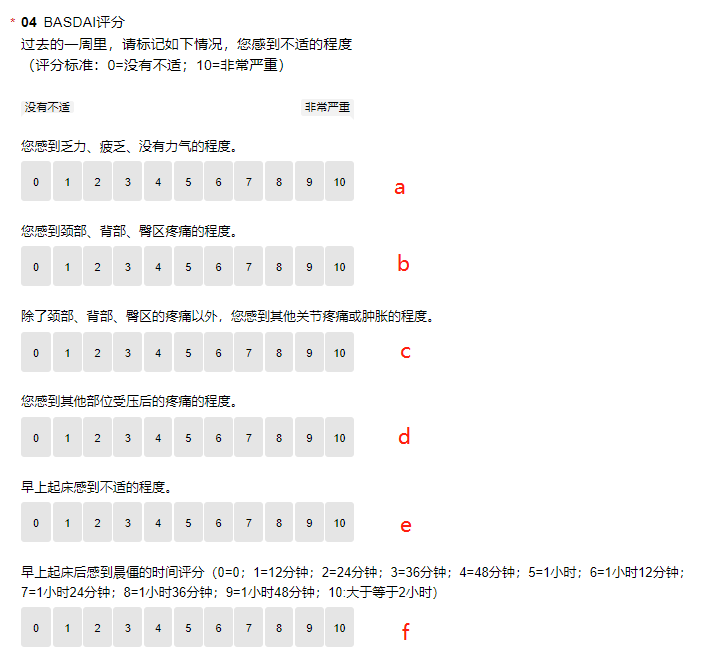 * 04 BASDAI评分
过去的一周里，请标记如下情况，您感到不适的程度
（评分标准：0=没有不适；10=非常严重）
没有不适 非常严重
您感到乏力、疲乏、没有力气的程度。
0 1 2 3 4 5 6 7 8 9 10 a
您感到颈部、背部、臀区疼痛的程度。
0 1 2 3 4 5 6 7 8 9 10 b
除了颈部、背部、臀区的疼痛以外，您感到其他关节疼痛或肿胀的程度。
0 1 2 3 4 5 6 7 8 9 10 c
您感到其他部位受压后的疼痛的程度。
0 1 2 3 4 5 6 7 8 9 10 d
早上起床感到不适的程度。
0 1 2 3 4 5 6 7 8 9 10 e
早上起床后感到晨僵的时间评分（0=0；1=12分钟；2=24分钟；3=36分钟；4=48分钟；5=1小时；6=1小时12分钟；
7=1小时24分钟；8=1小时36分钟；9=1小时48分钟；10:大于等于2小时）
0 1 2 3 4 5 6 7 8 9 10 f